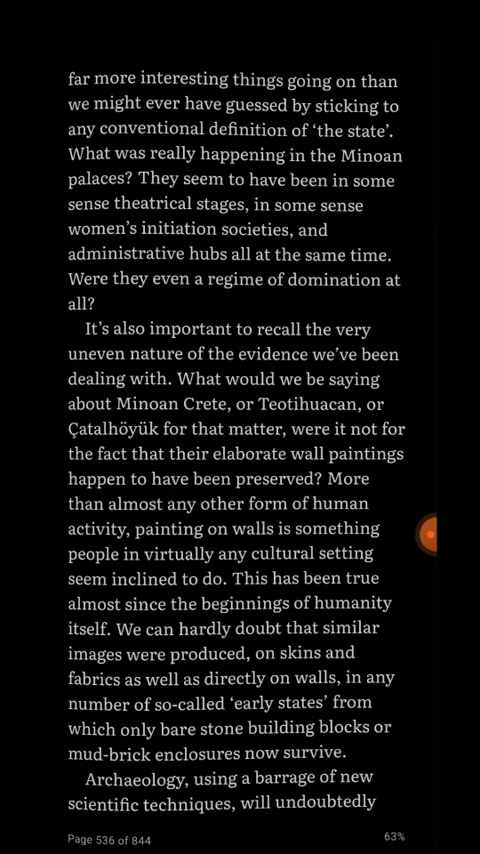 far more interesting things going on than
we might ever have guessed by sticking to
any conventional definition of ‘the state’.
What was really happening in the Minoan
palaces? They seem to have been in some
sense theatrical stages, in some sense
women’s initiation societies, and
administrative hubs all at the same time.
Were they even a regime of domination at
all?
It’s also important to recall the very
uneven nature of the evidence we’ve been
dealing with. What would we be saying
about Minoan Crete, or Teotihuacan, or
Çatalhöyük for that matter, were it not for
the fact that their elaborate wall paintings
happen to have been preserved? More
than almost any other form of human
activity, painting on walls is something
people in virtually any cultural setting
seem inclined to do. This has been true
almost since the beginnings of humanity
itself. We can hardly doubt that similar
images were produced, on skins and
fabrics as well as directly on walls, in any
number of so-called ‘early states’ from
which only bare stone building blocks or
mud-brick enclosures now survive.
Archaeology, using a barrage of new
scientific techniques, will undoubtedly
Page 536 of 844
63%